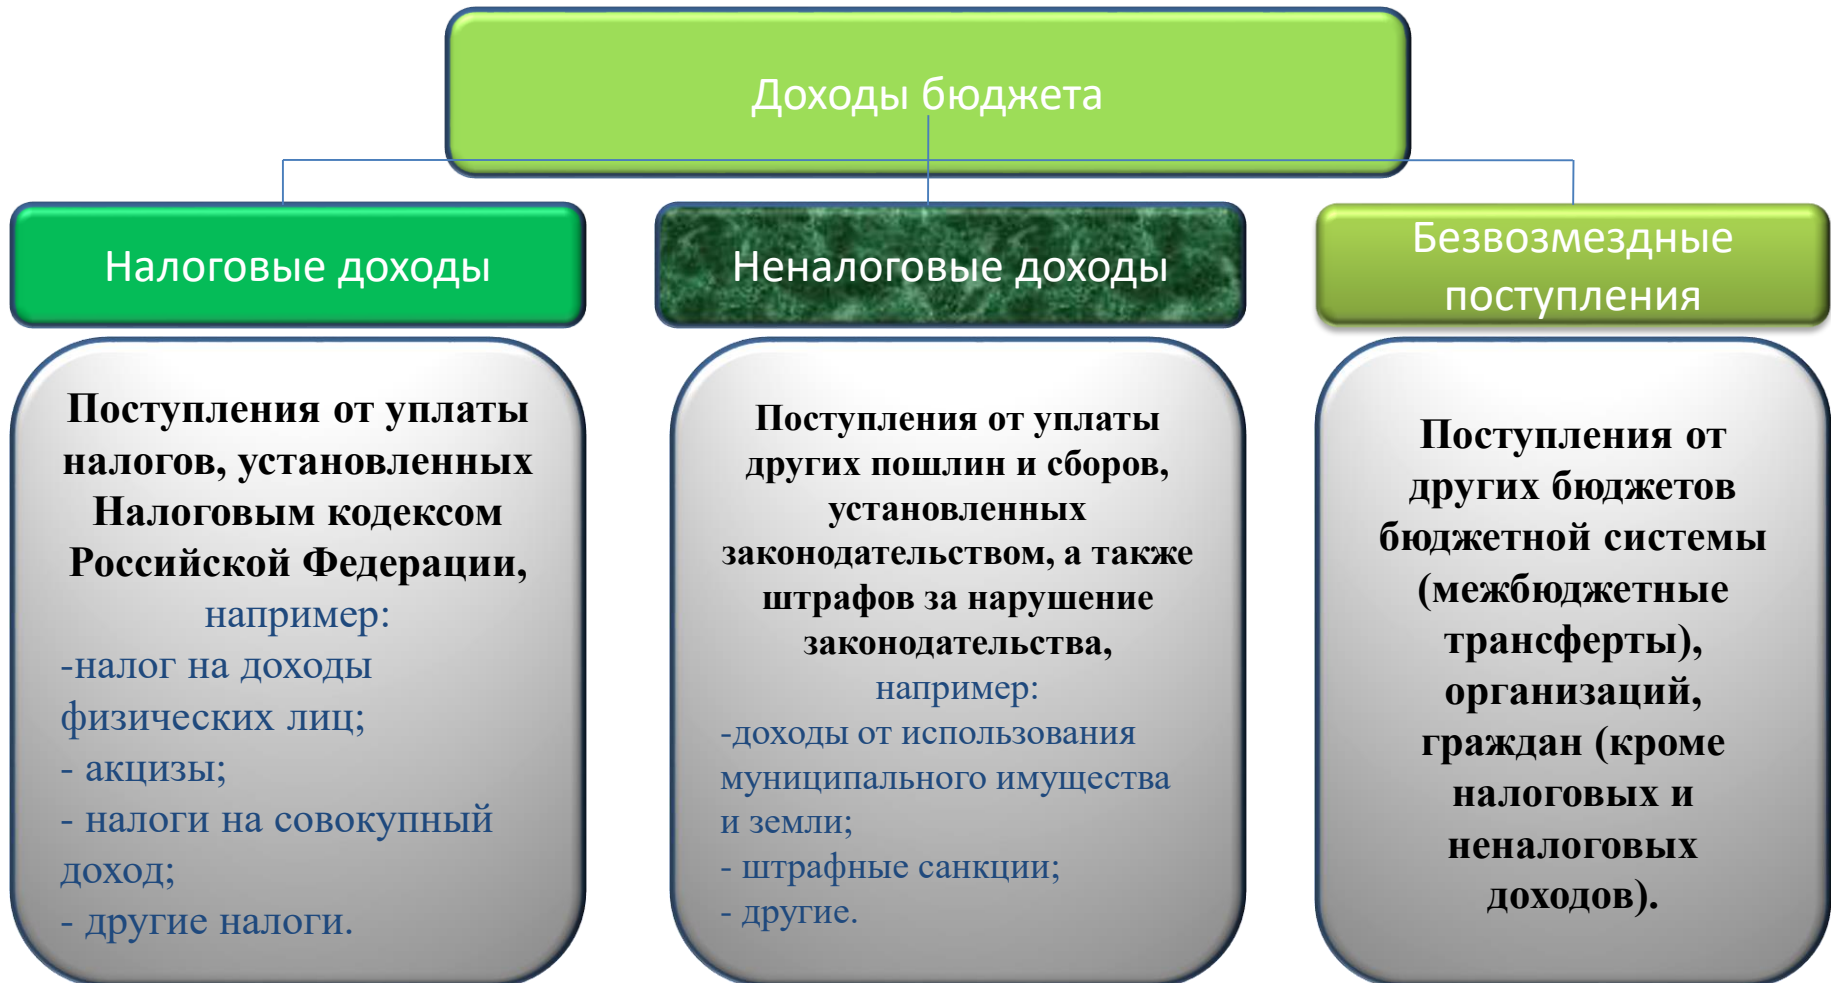 Доходы бюджета
Налоговые доходы
Неналоговые доходы
Безвозмездные
поступления
Поступления от уплаты
налогов, установленных
Налоговым кодексом
Российской Федерации,
например:
-налог на доходы
физических лиц;
- акцизы;
- налоги на совокупный
доход;
- другие налоги.
Поступления от уплаты
других пошлин и сборов,
установленных
законодательством, а также
штрафов за нарушение
законодательства,
например:
-доходы от использования
муниципального имущества
и земли;
- штрафные санкции;
- другие.
Поступления от
других бюджетов
бюджетной системы
(межбюджетные
трансферты),
организаций,
граждан (кроме
налоговых и
неналоговых
доходов).